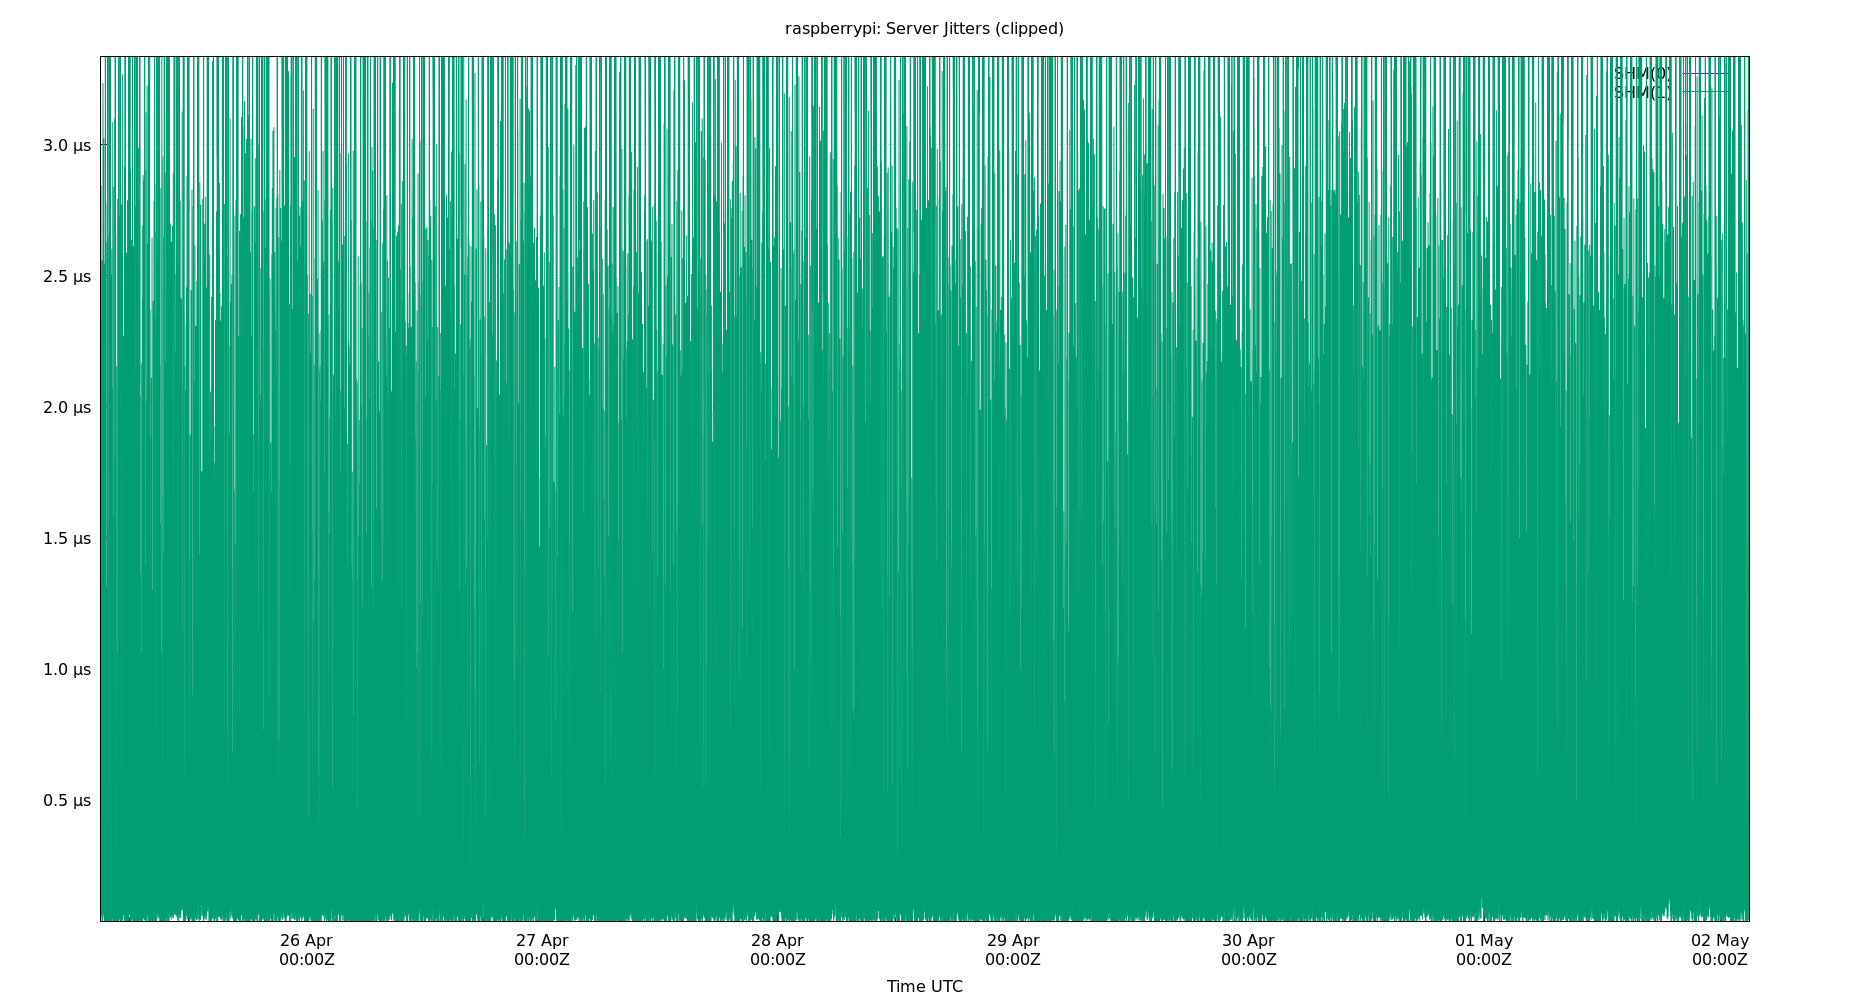 raspberrypi: Server Jitters (clipped)
SHM(0)
SHM(1)
3.0 µs
2.5 µs
2.0 µs
1.5 µs
1.0 µs
0.5 µs
26 Apr
00:00Z
27 Apr
00:00Z
28 Apr
00:00Z
29 Apr
00:00Z
30 Apr
00:00Z
01 May
00:00Z
02 May
00:00Z
Time UTC